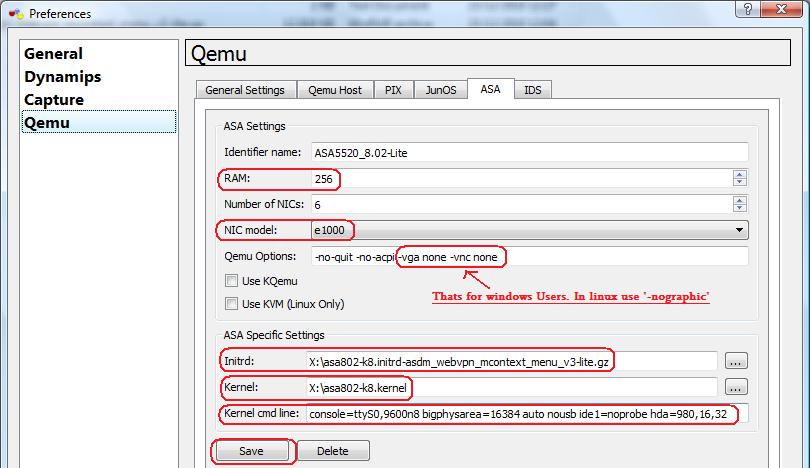 Preferences
General
Dynamips
Capture
Qemu
Qemu
General Settings
Qemu Host
PIX
JunOS
ASA
IDS
ASA Settings
Identifier name:
ASA5520_8.02-Lite
RAM:
256
Number of NICs:
6
NIC model:
e1000
Qemu Options:
-no-quit -no-acpi -vga none -vnc none
Use KQemu
Thats for windows Users. In linux use '-nographic'
Use KVM (Linux Only)
ASA Specific Settings
Initrd:
X:\asa802-k8.initrd-asdm_webvpn_mcontext_menu_v3-lite.gz
...
Kernel:
X:\asa802-k8.kernel
...
Kernel cmd line:
console=ttyS0,9600n8 bigphysarea=16384 auto nousb ide1=noprobe hda=980,16,32
Save
Delete